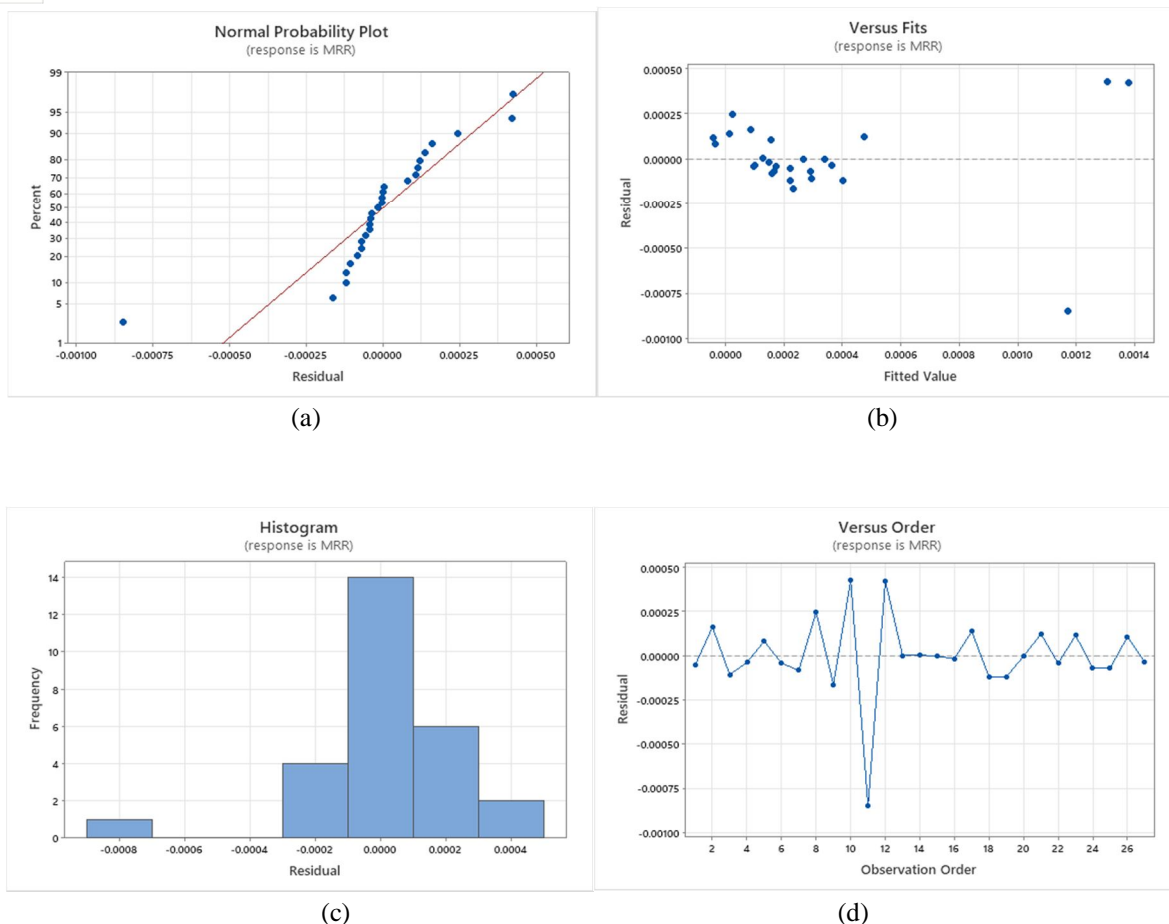 Normal Probability Plot
(response is MRR)
99
95
90
80
70
60
50
40
30
20
10
5
1
Percent
-0.00100 -0.00075 -0.00050 -0.00025 0.00000 0.00025 0.00050
Residual
(a)
Versus Fits
(response is MRR)
0.00050
0.00025
0.00000
-0.00025
-0.00050
-0.00075
-0.00100
Residual
0.0000 0.0002 0.0004 0.0006 0.0008 0.0010 0.0012 0.0014
Fitted Value
(b)
Histogram
(response is MRR)
14
12
10
8
6
4
2
0
Frequency
-0.0008 -0.0006 -0.0004 -0.0002 0.0000 0.0002 0.0004
Residual
(c)
Versus Order
(response is MRR)
0.00050
0.00025
0.00000
-0.00025
-0.00050
-0.00075
-0.00100
Residual
2 4 6 8 10 12 14 16 18 20 22 24 26
Observation Order
(d)